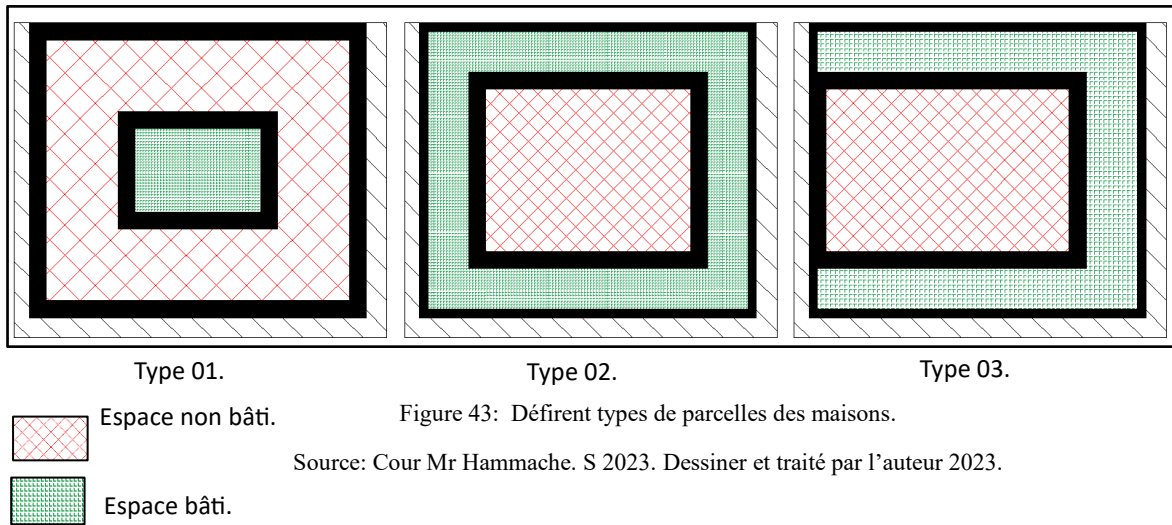 Type 01.
Type 02.
Type 03.
Espace non bâti.
Figure 43: Défirent types de parcelles des maisons.
Source: Cour Mr Hammache. S 2023. Dessiner et traité par l’auteur 2023.
Espace bâti.